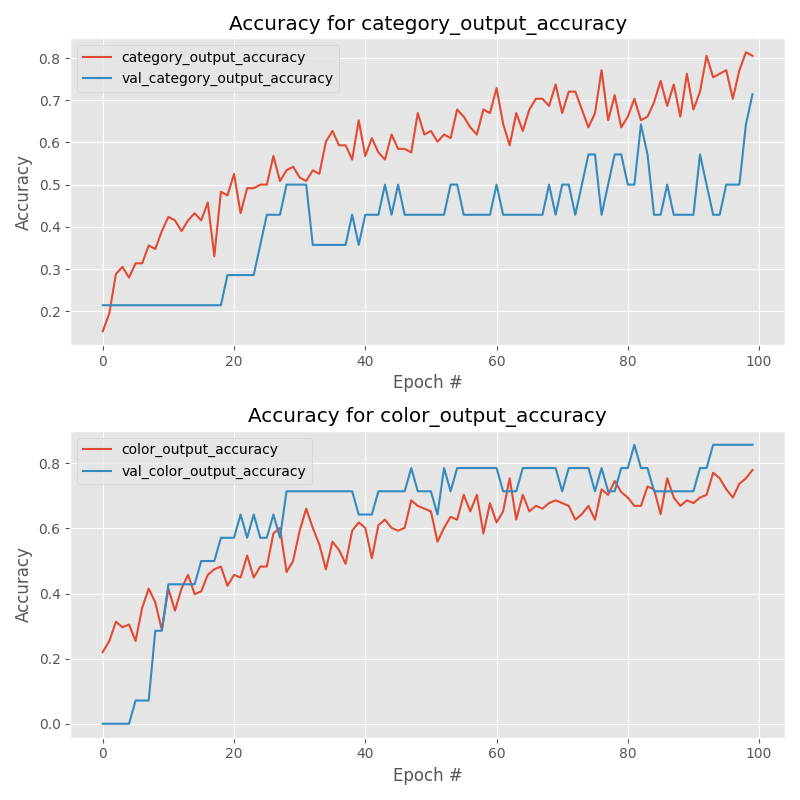 Accuracy for category_output_accuracy
category_output_accuracy
val_category_output_accuracy
0.8
0.7
0.6
0.5
0.4
0.3
0.2
Accuracy
0 20 40 60 80 100
Epoch #
Accuracy for color_output_accuracy
color_output_accuracy
val_color_output_accuracy
0.8
0.6
0.4
0.2
0.0
Accuracy
0 20 40 60 80 100
Epoch #